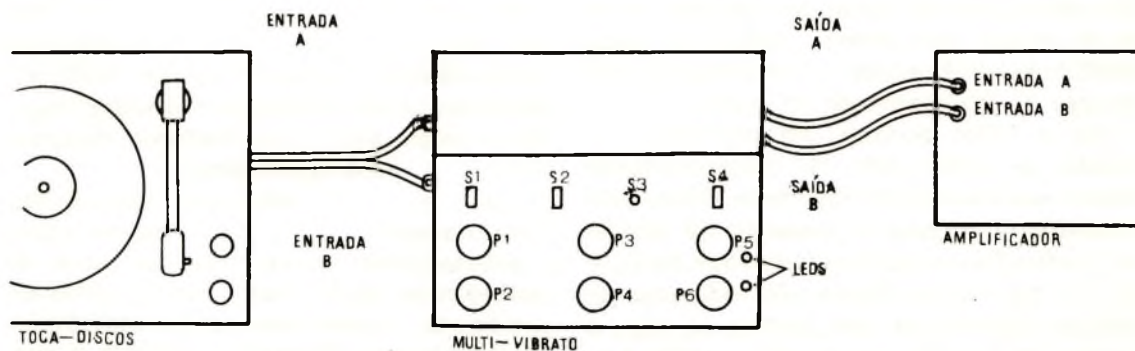 ENTRADA
A
SAÍDA
A
ENTRADA A
ENTRADA B
S1 S2 S3 S4
SAÍDA
B
ENTRADA
B
P1 P3 P5
LEDS
P2 P4 P6
AMPLIFICADOR
TOCA-DISCOS
MULTI-VIBRATO